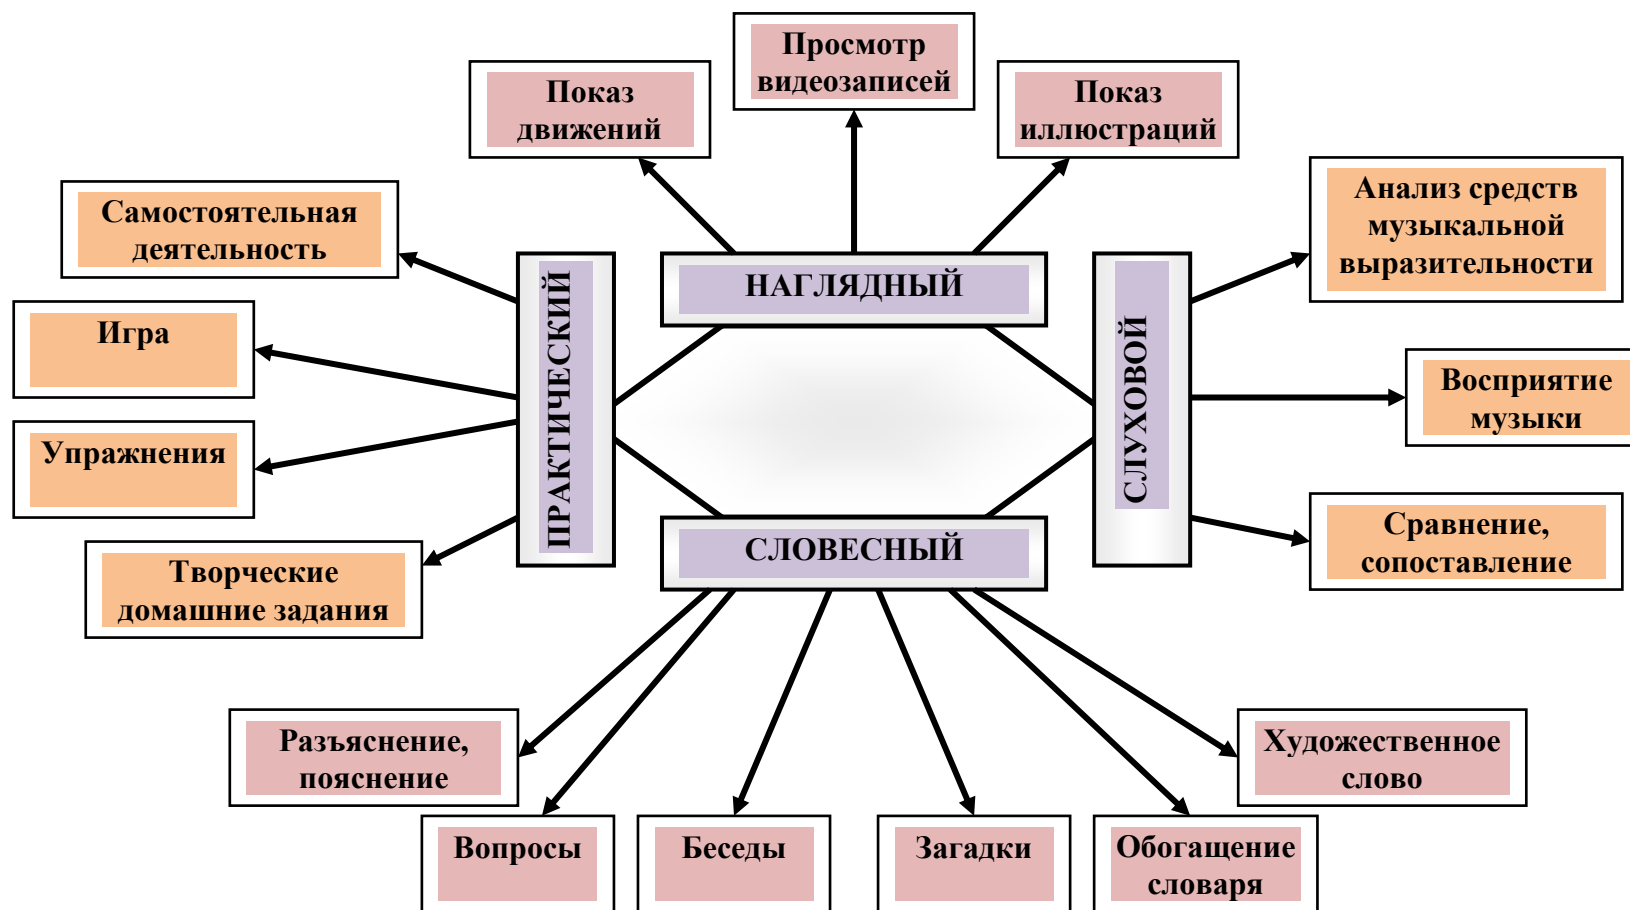 Просмотр
видеозаписей
Показ
движений
Показ
иллюстраций
Самостоятельная
деятельность
Анализ средств
музыкальной
выразительности
НАГЛЯДНЫЙ
ПРАКТИЧЕСКИЙ
СЛУХОВОЙ
Игра
Восприятие
музыки
Упражнения
Сравнение,
сопоставление
СЛОВЕСНЫЙ
Творческие
домашние задания
Разъяснение,
пояснение
Художественное
слово
Вопросы
Беседы
Загадки
Обогащение
словаря